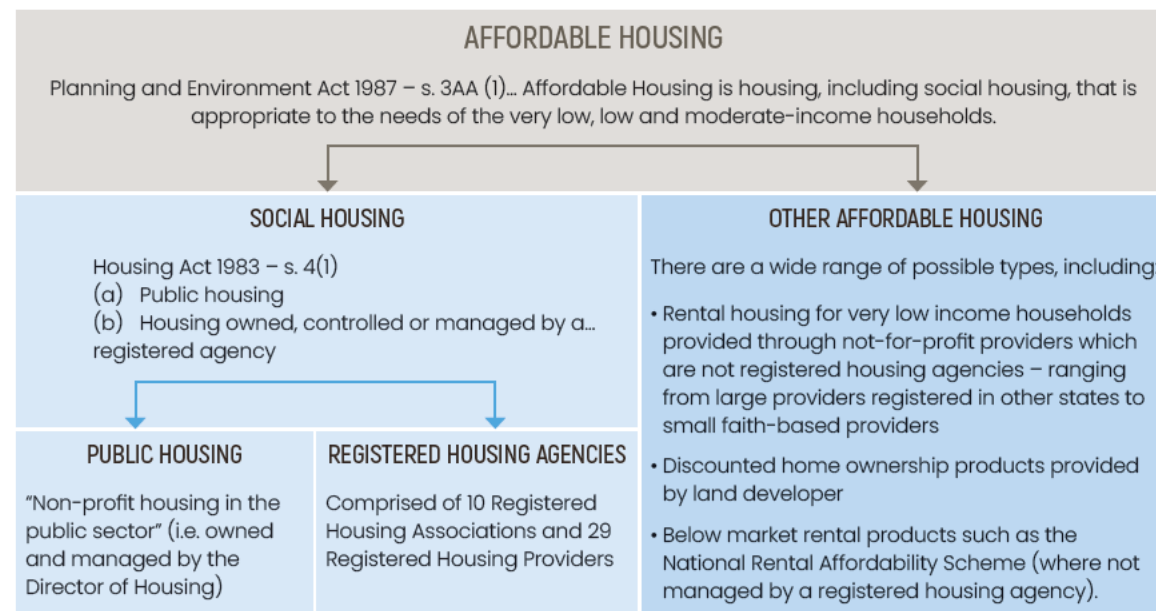 AFFORDABLE HOUSING
Planning and Environment Act 1987 – s. 3AA (1)... Affordable Housing is housing, including social housing, that is
appropriate to the needs of the very low, low and moderate-income households.
SOCIAL HOUSING
Housing Act 1983 – s. 4(1)
(a) Public housing
(b) Housing owned, controlled or managed by a...
registered agency
PUBLIC HOUSING
“Non-profit housing in the
public sector” (i.e. owned
and managed by the
Director of Housing)
REGISTERED HOUSING AGENCIES
Comprised of 10 Registered
Housing Associations and 29
Registered Housing Providers
OTHER AFFORDABLE HOUSING
There are a wide range of possible types, including:
• Rental housing for very low income households
provided through not-for-profit providers which
are not registered housing agencies – ranging
from large providers registered in other states to
small faith-based providers
• Discounted home ownership products provided
by land developer
• Below market rental products such as the
National Rental Affordability Scheme (where not
managed by a registered housing agency).